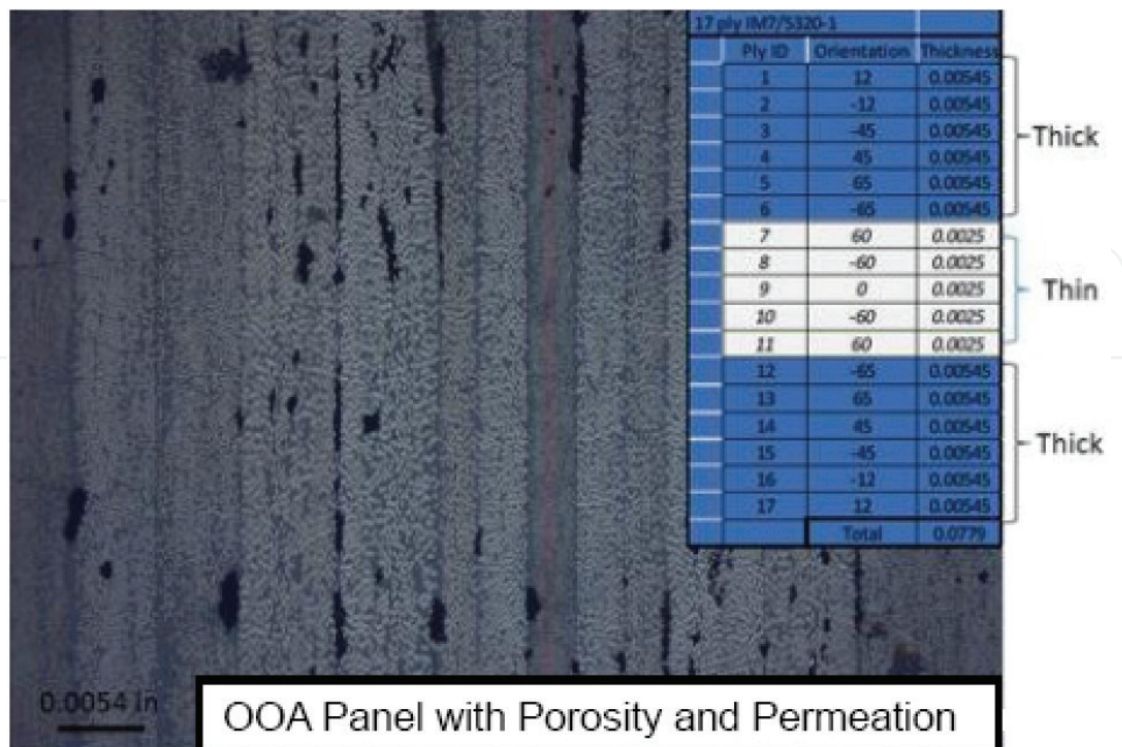 17 ply IM7/5320-1
Ply ID Orientation Thickness
1 12 0.00545
2 -12 0.00545
3 -45 0.00545
4 45 0.00545
5 65 0.00545
6 -65 0.00545
7 60 0.0025
8 -60 0.0025
9 0 0.0025
10 -60 0.0025
11 60 0.0025
12 -65 0.00545
13 65 0.00545
14 45 0.00545
15 -45 0.00545
16 -12 0.00545
17 12 0.00545
Total 0.0779
Thick
Thin
Thick
0.0054 in
OOA Panel with Porosity and Permeation